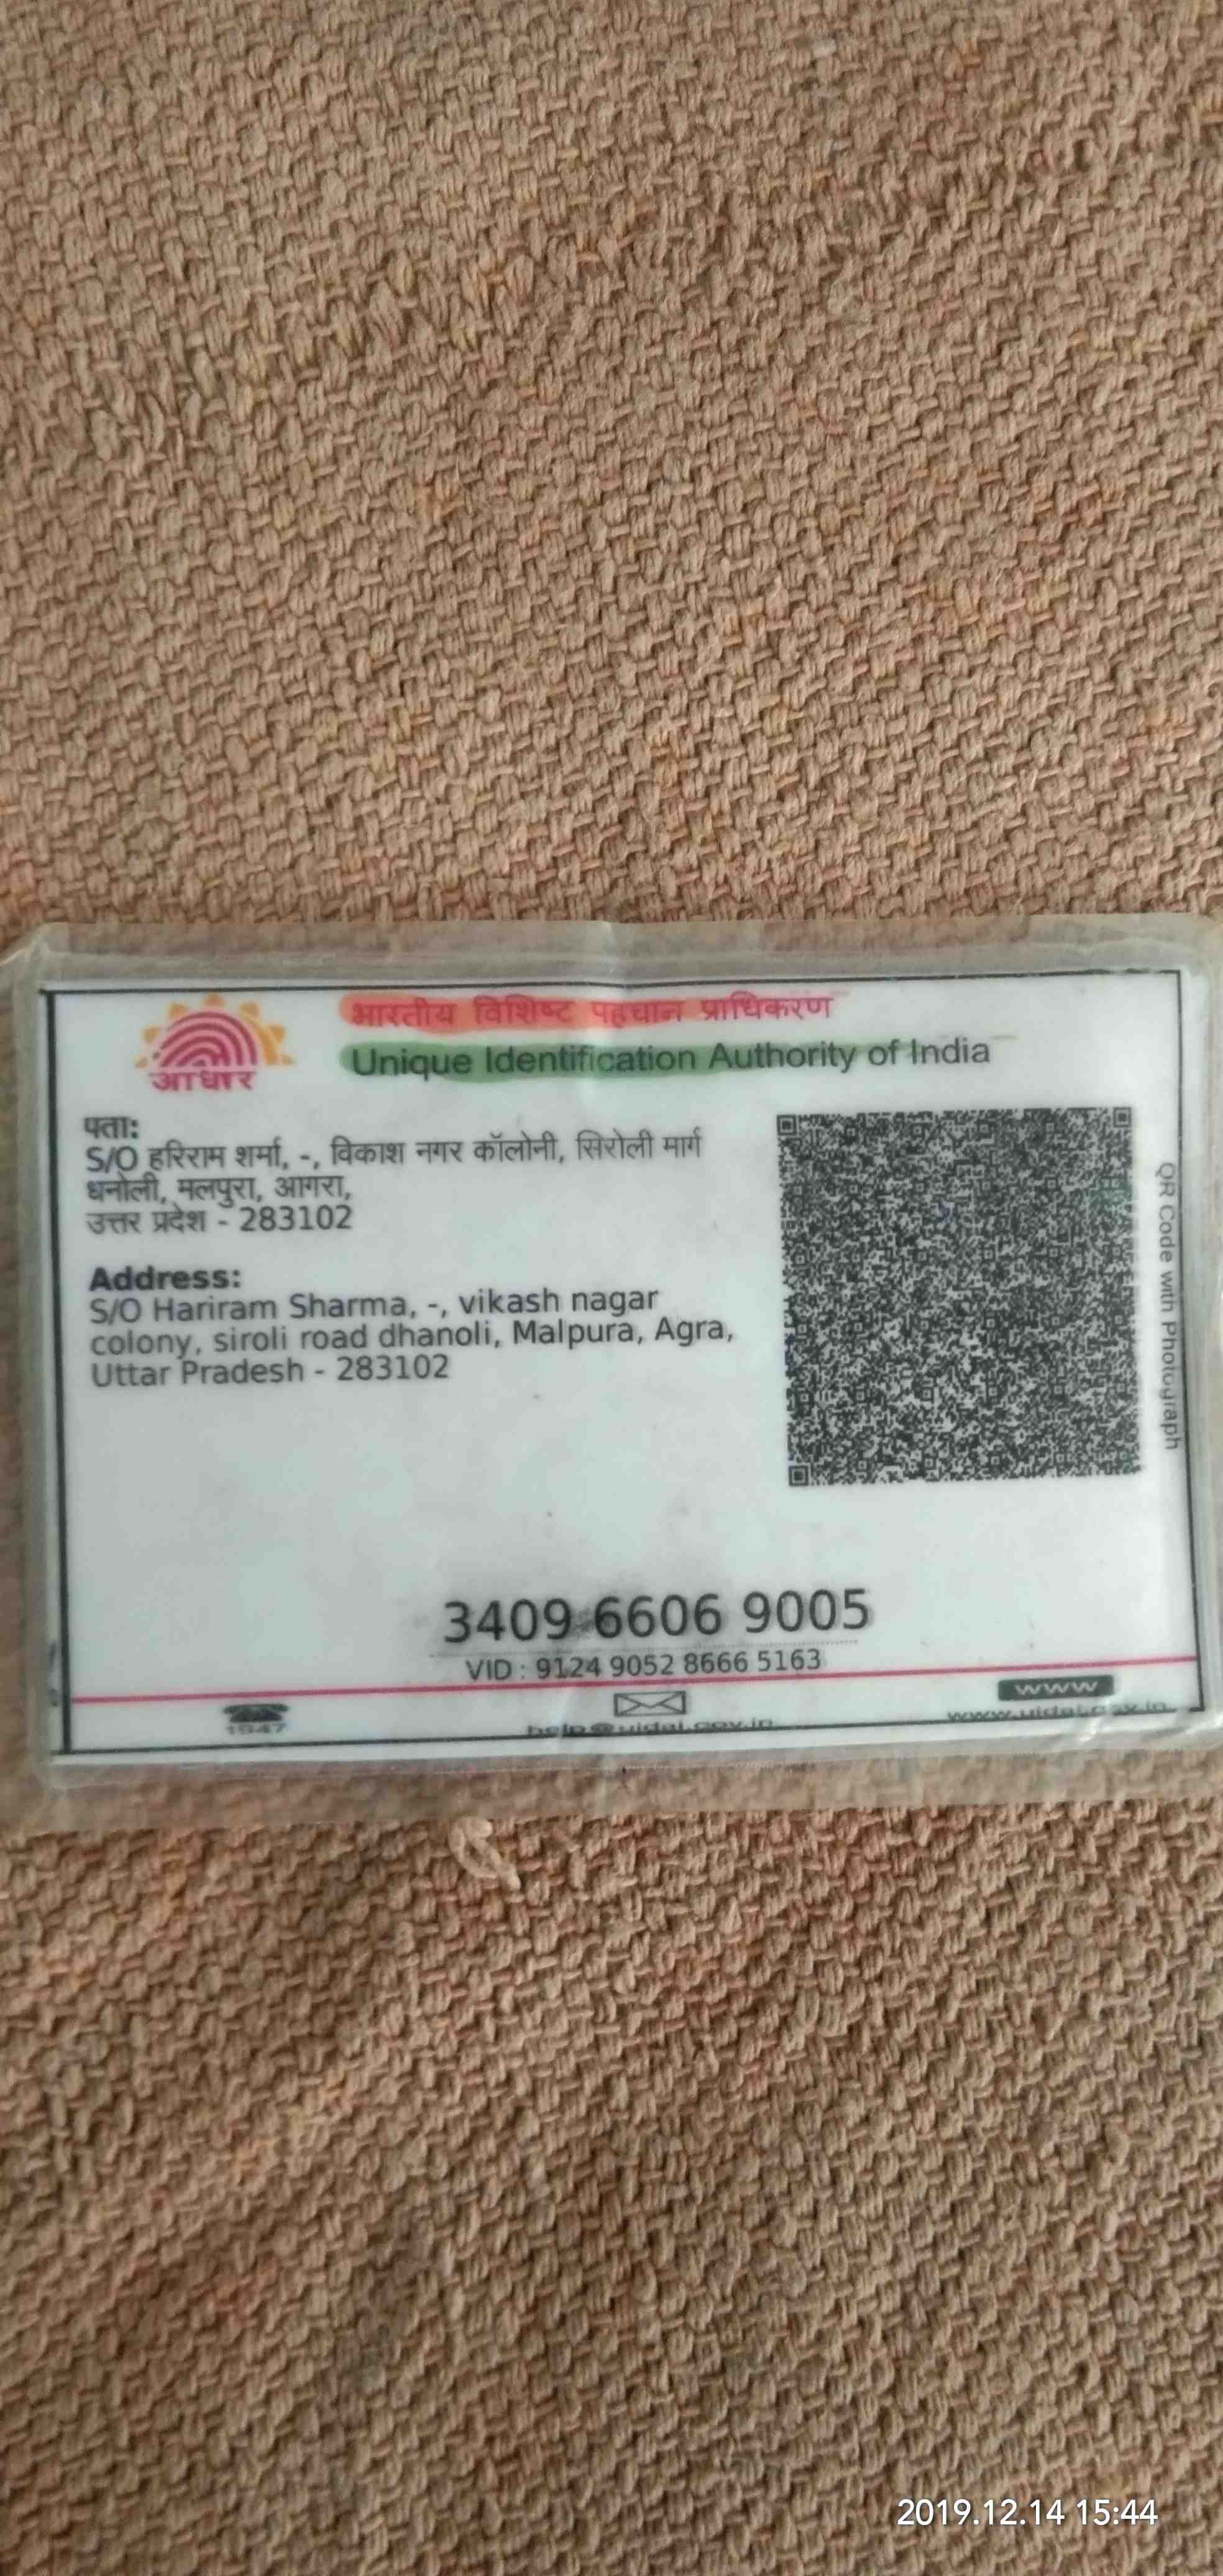 भारतीय विशिष्ट पहचान प्राधिकरण
Unique Identification Authority of India
आधार
पता:
S/O हरिराम शर्मा, -, विकाश नगर कॉलोनी, सिरोली मार्ग
धनोली, मलपुरा, आगरा,
उत्तर प्रदेश - 283102
Address:
S/O Hariram Sharma, -, vikash nagar
colony, siroli road dhanoli, Malpura, Agra,
Uttar Pradesh - 283102
QR Code with Photograph
3409 6606 9005
VID : 9124 9052 8666 5163
1947
help@uidai.gov.in
www
www.uidai.gov.in
2019.12.14 15:44